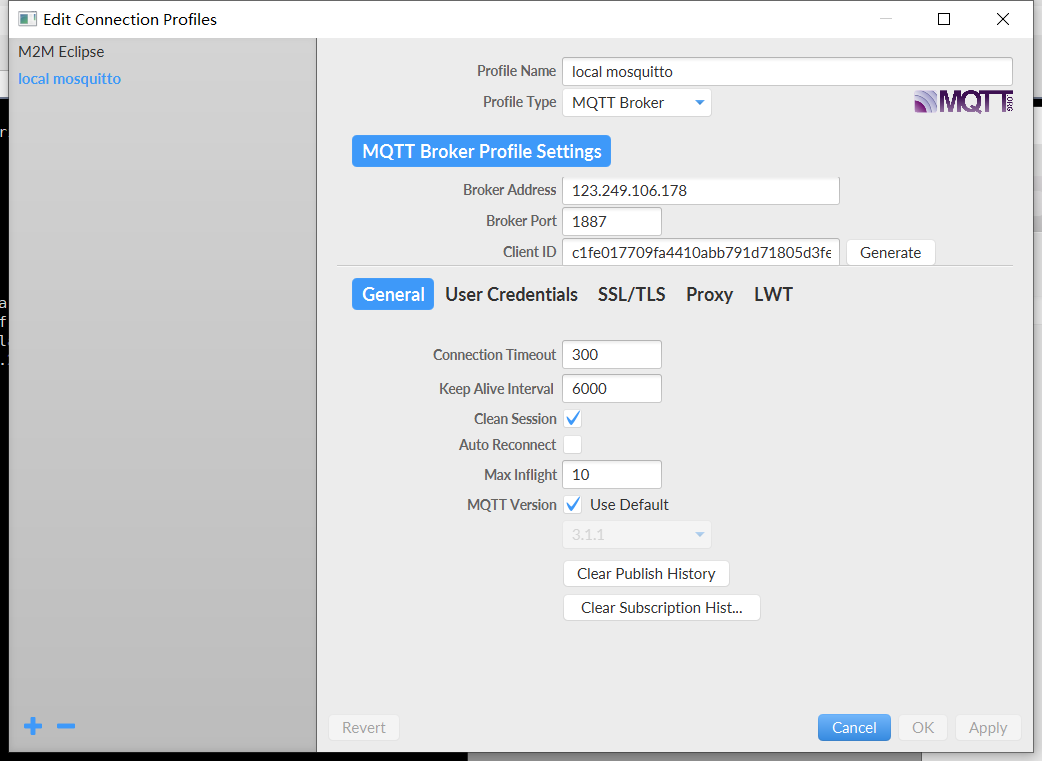 Edit Connection Profiles
M2M Eclipse
local mosquitto
Profile Name local mosquitto
Profile Type MQTT Broker
MQTT.ORG
MQTT Broker Profile Settings
Broker Address 123.249.106.178
Broker Port 1887
Client ID c1fe017709fa4410abb791d71805d3fe Generate
General User Credentials SSL/TLS Proxy LWT
Connection Timeout 300
Keep Alive Interval 6000
Clean Session
Auto Reconnect
Max Inflight 10
MQTT Version Use Default
3.1.1
Clear Publish History
Clear Subscription Hist...
Revert Cancel OK Apply